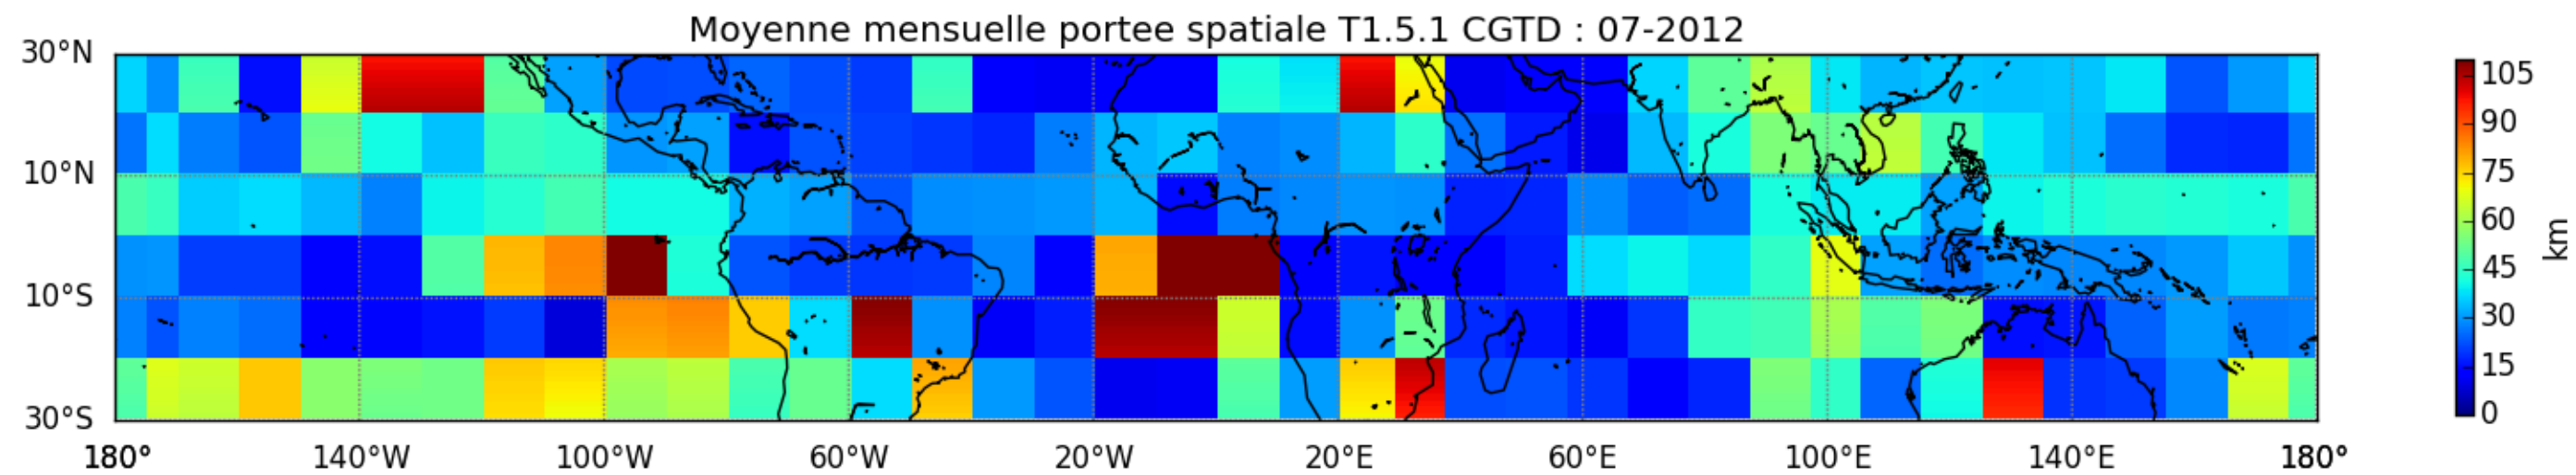 Moyenne mensuelle portee spatiale T1.5.1 CGTD : 07-2012
30°N
10°N
10°S
30°S
180° 140°W 100°W 60°W 20°W 20°E 60°E 100°E 140°E 180°
105
90
75
60
45
30
15
0
km